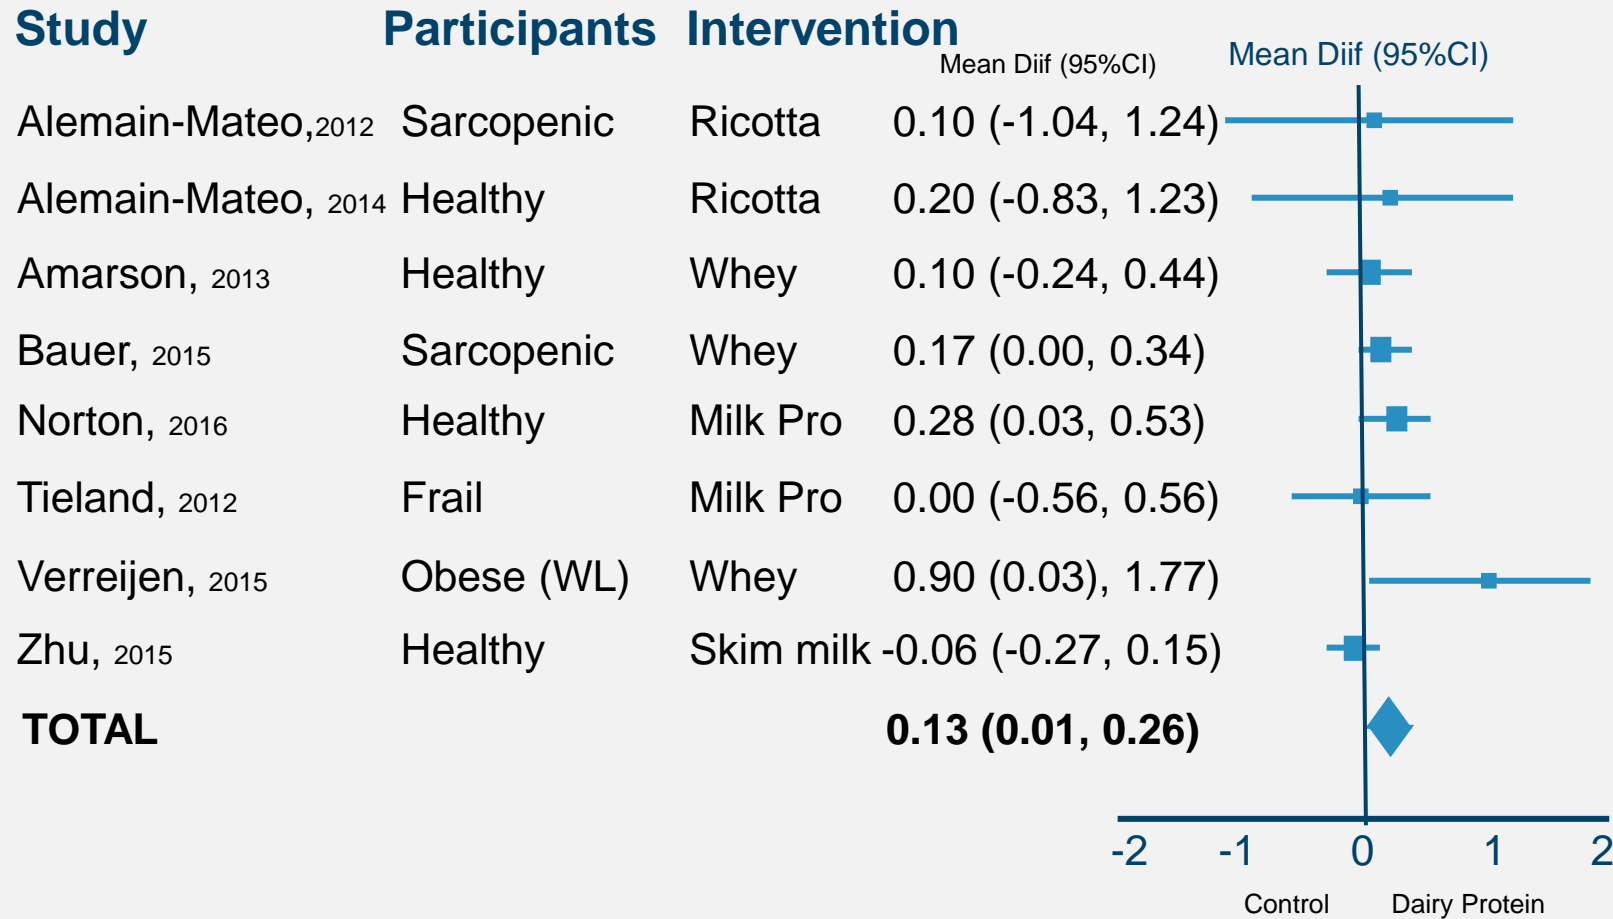 Study Participants Intervention
Mean Diif (95%CI) Mean Diif (95%CI)
Alemain-Mateo,2012 Sarcopenic Ricotta 0.10 (-1.04, 1.24)
Alemain-Mateo, 2014 Healthy Ricotta 0.20 (-0.83, 1.23)
Amarson, 2013 Healthy Whey 0.10 (-0.24, 0.44)
Bauer, 2015 Sarcopenic Whey 0.17 (0.00, 0.34)
Norton, 2016 Healthy Milk Pro 0.28 (0.03, 0.53)
Tieland, 2012 Frail Milk Pro 0.00 (-0.56, 0.56)
Verreijen, 2015 Obese (WL) Whey 0.90 (0.03), 1.77)
Zhu, 2015 Healthy Skim milk -0.06 (-0.27, 0.15)
TOTAL 0.13 (0.01, 0.26)
-2 -1 0 1 2
Control Dairy Protein